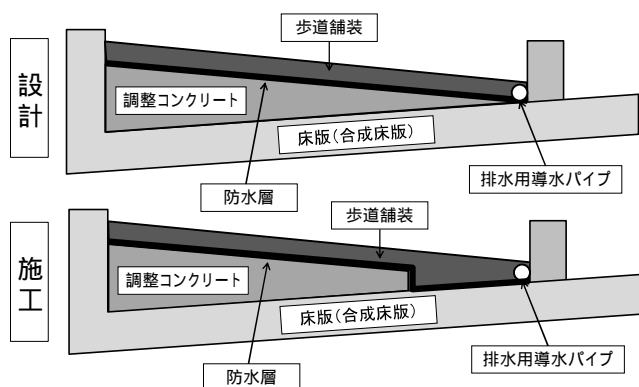 設計
歩道舗装
調整コンクリート
床版(合成床版)
防水層
排水用導水パイプ
施工
歩道舗装
調整コンクリート
床版(合成床版)
防水層
排水用導水パイプ